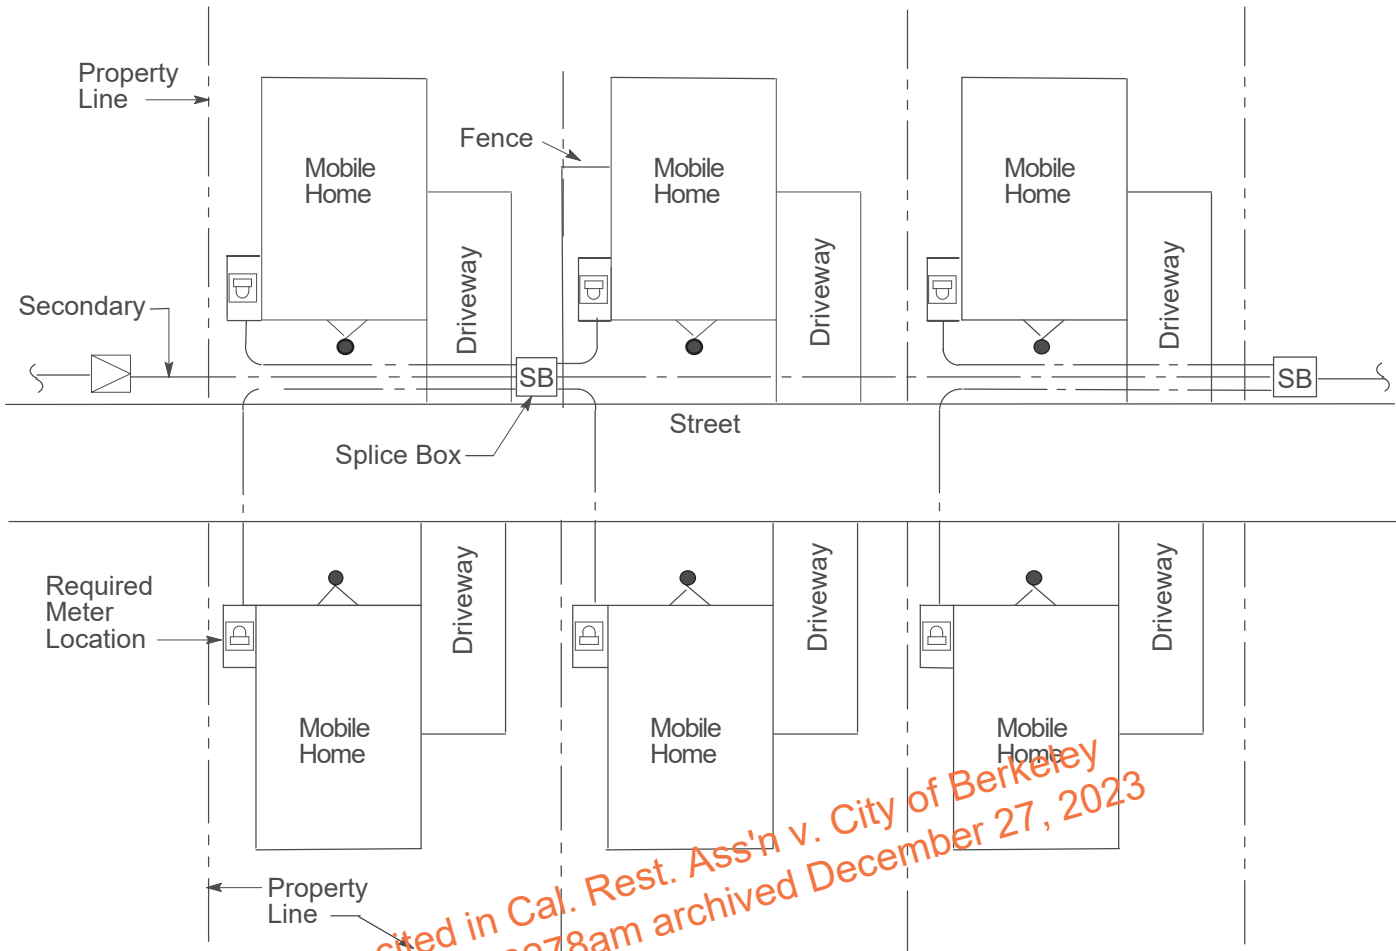 Property
Line
Fence
Mobile
Home
Mobile
Home
Mobile
Home
Driveway
Driveway
Driveway
Secondary
SB
SB
Street
Splice Box
Required
Meter
Location
Driveway
Driveway
Driveway
Mobile
Home
Mobile
Home
Mobile
Home
Property
Line
cited in Cal. Rest. Ass'n v. City of Berkeley
archived December 27, 2023